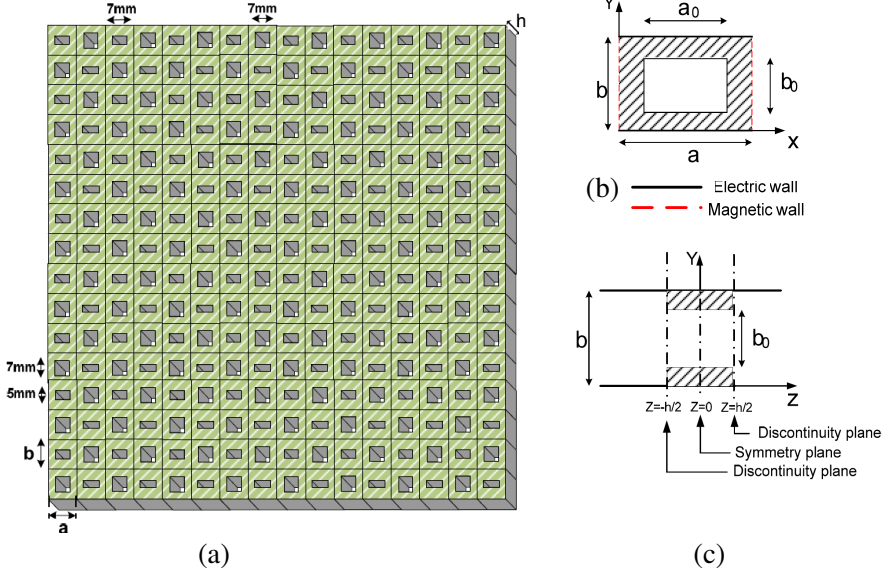 7mm
7mm
h
7mm
5mm
b
a
(a)
Y
a0
b
b0
a
X
(b)
Electric wall
Magnetic wall
Y
b
b0
Z
Z=-h/2
Z=0
Z=h/2
Discontinuity plane
Symmetry plane
Discontinuity plane
(c)